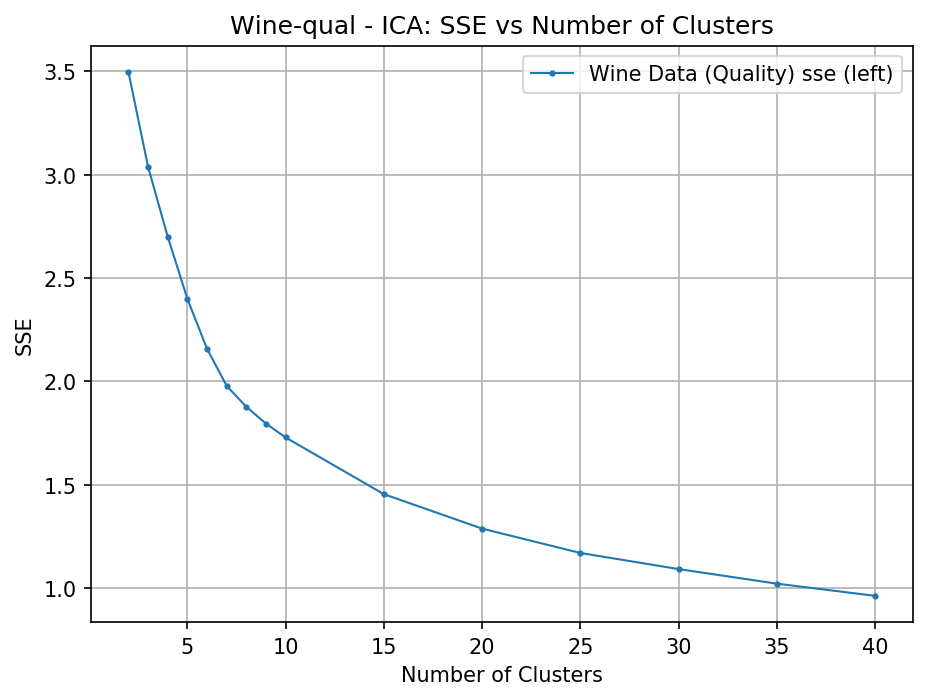 Wine-qual - ICA: SSE vs Number of Clusters
Wine Data (Quality) sse (left)
3.5
3.0
2.5
2.0
1.5
1.0
SSE
5 10 15 20 25 30 35 40
Number of Clusters